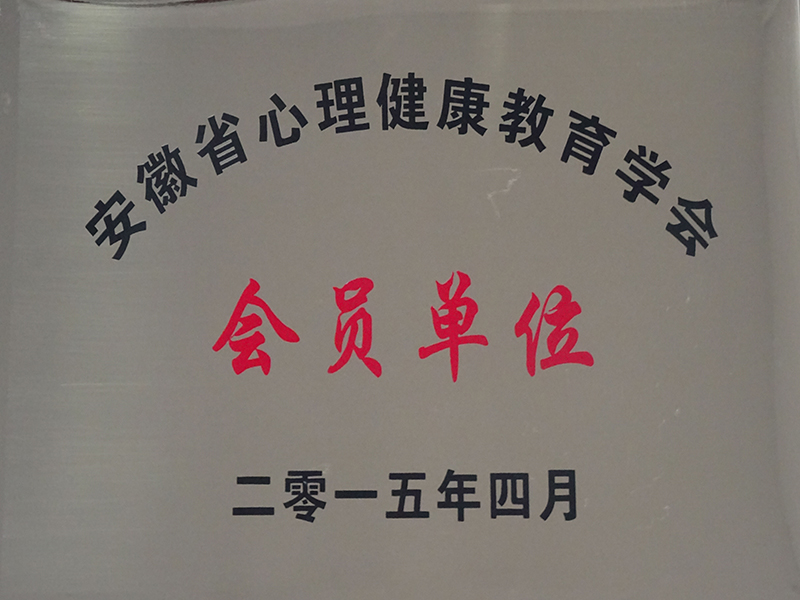 安徽省心理健康教育学会
会员单位
二零一五年四月